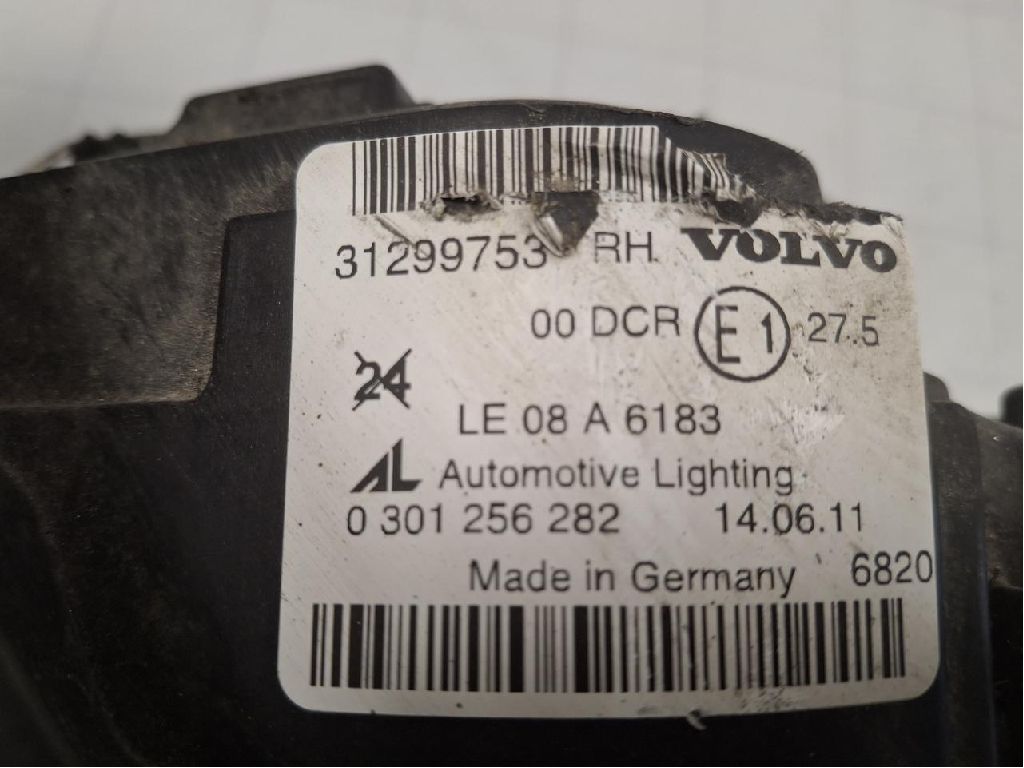 31299753 RH. VOLVO
00 DCR E1 27.5
24
LE 08 A 6183
AL Automotive Lighting
0 301 256 282 14.06.11
Made in Germany 6820